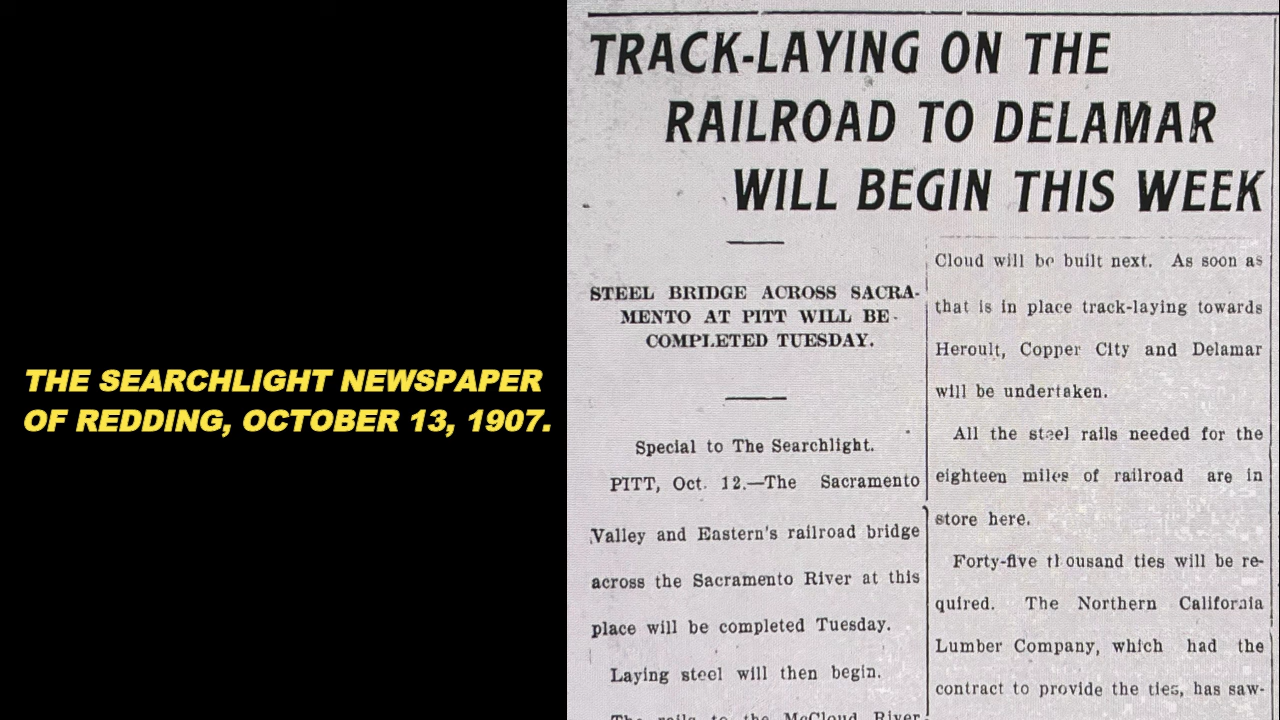 THE SEARCHLIGHT NEWSPAPER
OF REDDING, OCTOBER 13, 1907.
TRACK-LAYING ON THE
RAILROAD TO DELAMAR
WILL BEGIN THIS WEEK
STEEL BRIDGE ACROSS SACRA-
MENTO AT PITT WILL BE
COMPLETED TUESDAY.
Special to The Searchlight.
PITT, Oct. 12.—The Sacramento
Valley and Eastern's railroad bridge
across the Sacramento River at this
place will be completed Tuesday.
Laying steel will then begin.
The rails to the McCloud River
Cloud will be built next. As soon as
that is in place track-laying towards
Heroult, Copper City and Delamar
will be undertaken.
All the steel rails needed for the
eighteen miles of railroad are in
store here.
Forty-five thousand ties will be re-
quired. The Northern California
Lumber Company, which had the
contract to provide the ties, has saw-